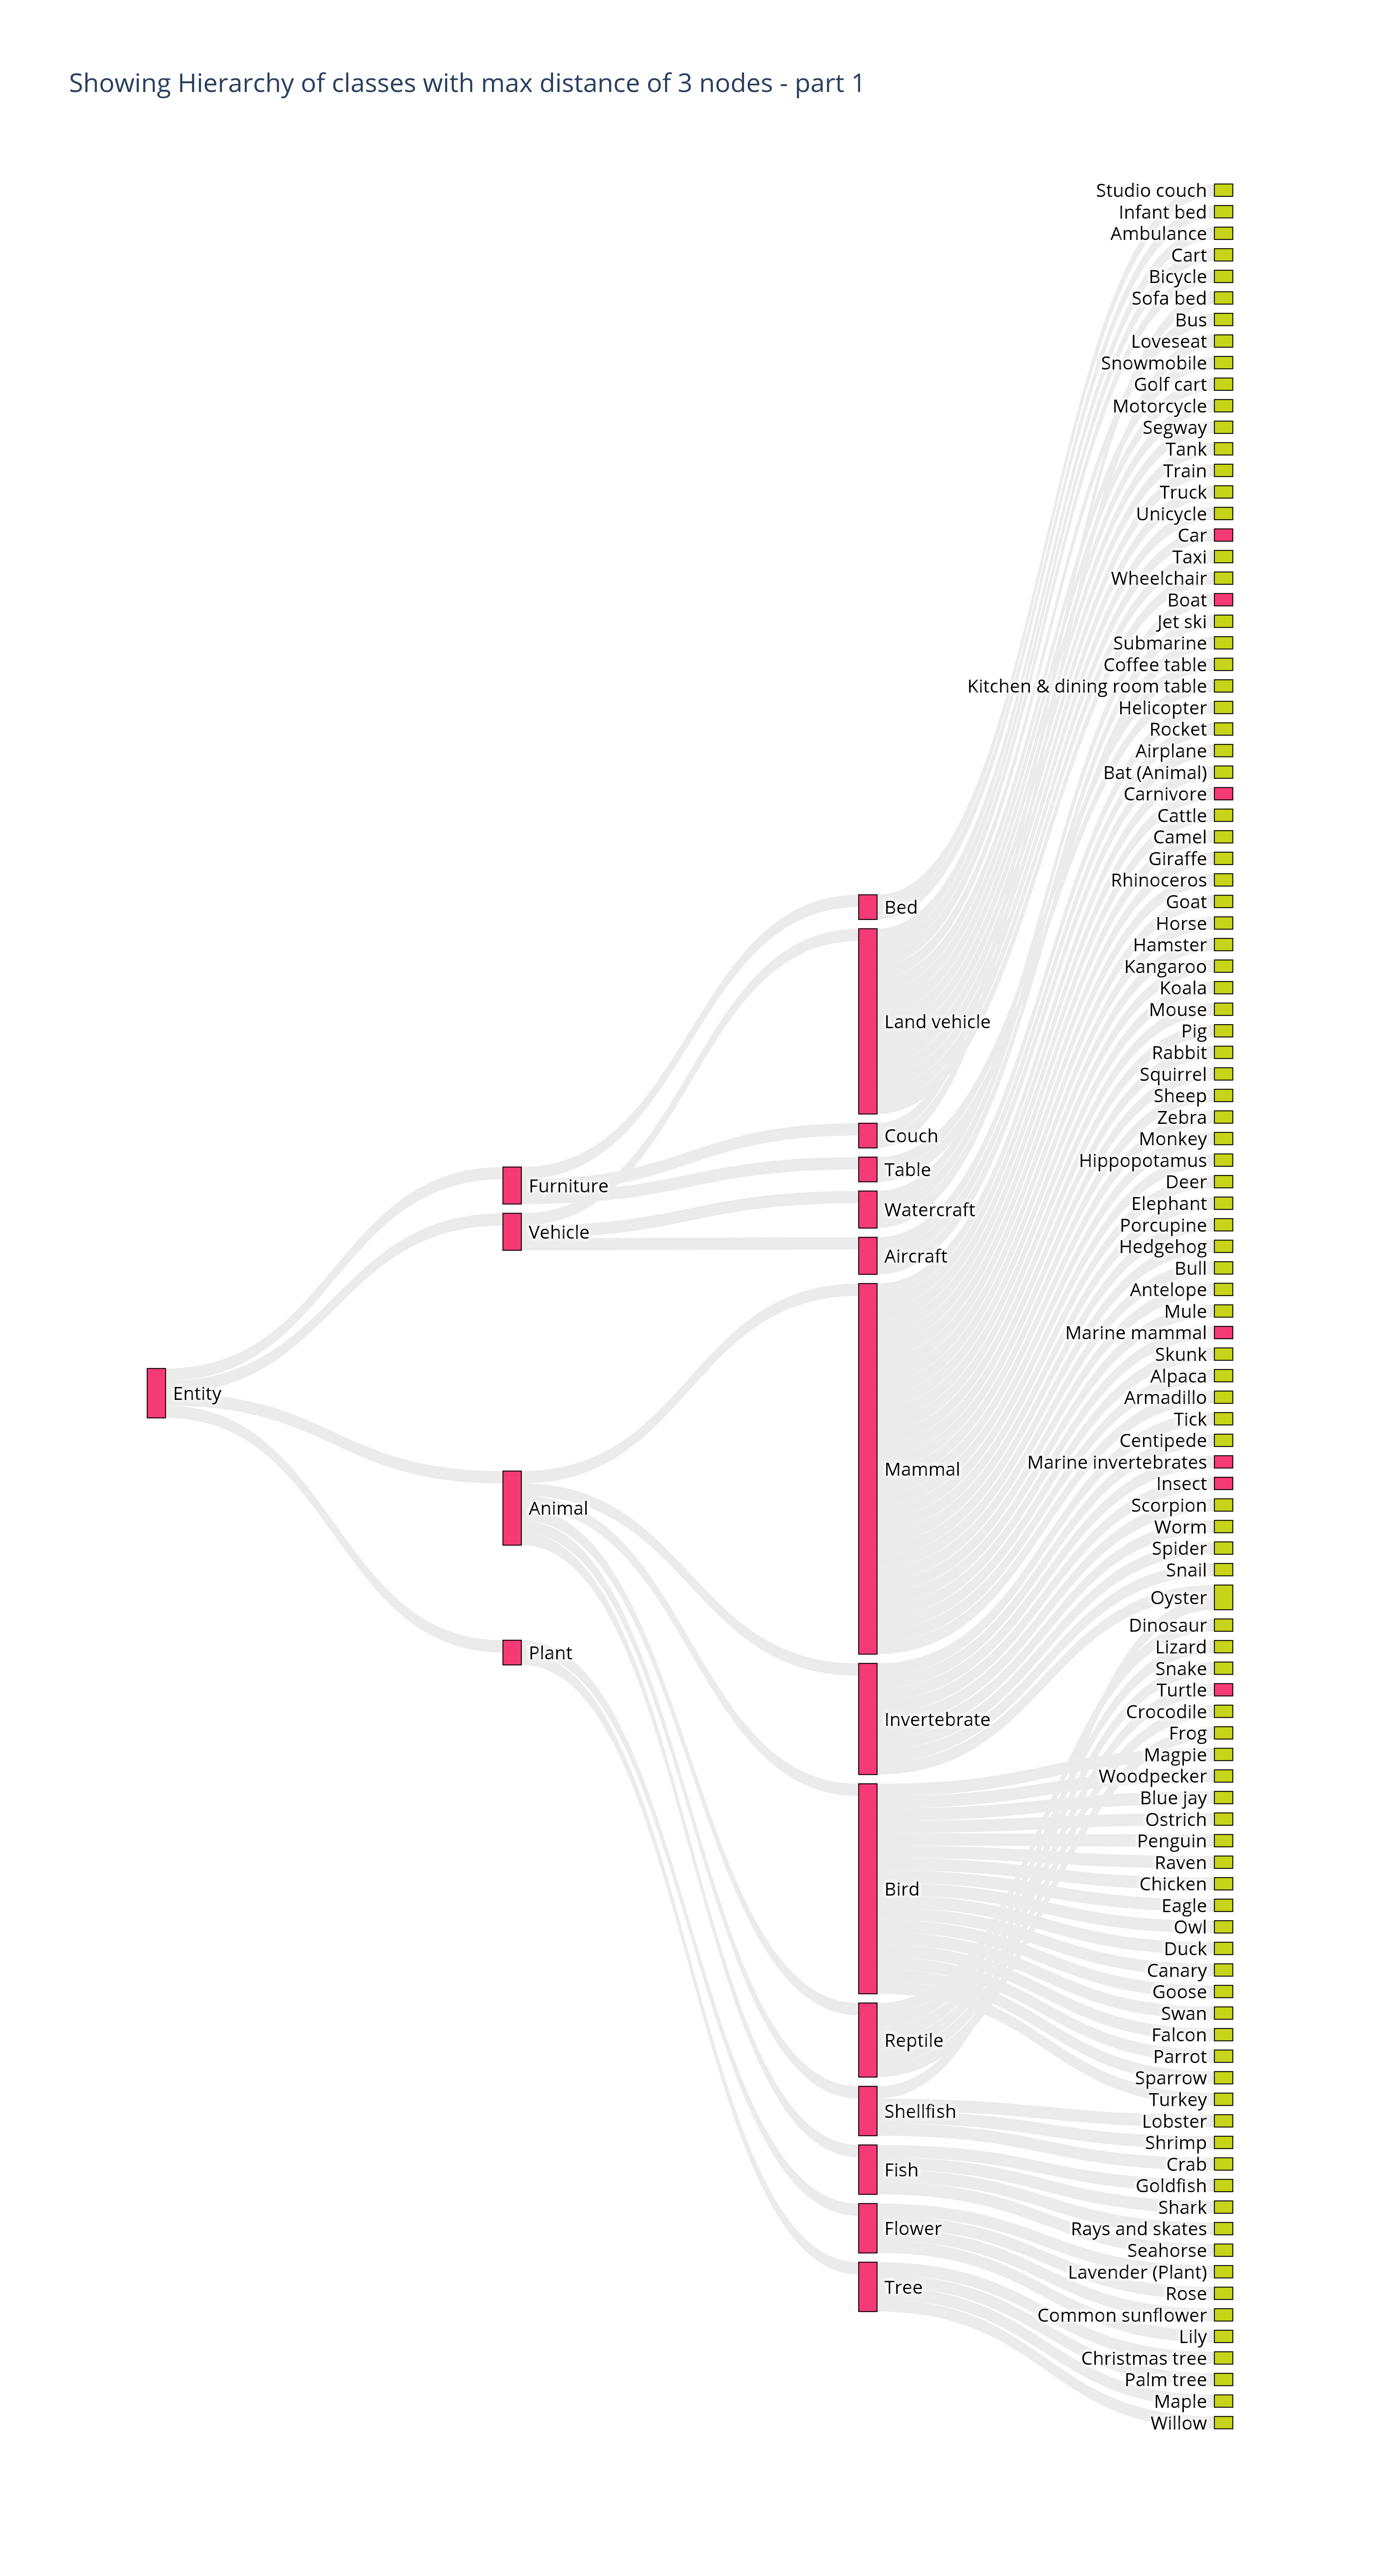 Showing Hierarchy of classes with max distance of 3 nodes - part 1
Entity
Furniture
Vehicle
Animal
Plant
Bed
Land vehicle
Couch
Table
Watercraft
Aircraft
Mammal
Invertebrate
Bird
Reptile
Shellfish
Fish
Flower
Tree
Studio couch
Infant bed
Ambulance
Cart
Bicycle
Sofa bed
Bus
Loveseat
Snowmobile
Golf cart
Motorcycle
Segway
Tank
Train
Truck
Unicycle
Car
Taxi
Wheelchair
Boat
Jet ski
Submarine
Coffee table
Kitchen & dining room table
Helicopter
Rocket
Airplane
Bat (Animal)
Carnivore
Cattle
Camel
Giraffe
Rhinoceros
Goat
Horse
Hamster
Kangaroo
Koala
Mouse
Pig
Rabbit
Squirrel
Sheep
Zebra
Monkey
Hippopotamus
Deer
Elephant
Porcupine
Hedgehog
Bull
Antelope
Mule
Marine mammal
Skunk
Alpaca
Armadillo
Tick
Centipede
Marine invertebrates
Insect
Scorpion
Worm
Spider
Snail
Oyster
Dinosaur
Lizard
Snake
Turtle
Crocodile
Frog
Magpie
Woodpecker
Blue jay
Ostrich
Penguin
Raven
Chicken
Eagle
Owl
Duck
Canary
Goose
Swan
Falcon
Parrot
Sparrow
Turkey
Lobster
Shrimp
Crab
Goldfish
Shark
Rays and skates
Seahorse
Lavender (Plant)
Rose
Common sunflower
Lily
Christmas tree
Palm tree
Maple
Willow